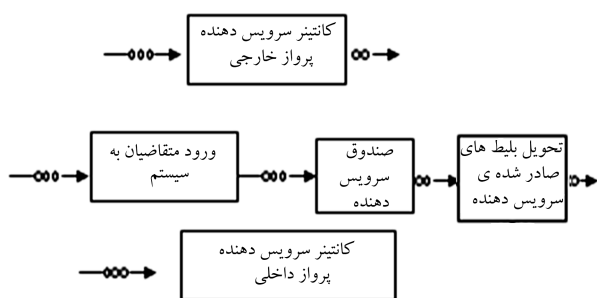 کانتینر سرویس دهنده
پرواز خارجی
ورود متقاضیان به
سیستم
صندوق
سرویس
دهنده
تحویل بلیط های
صادر شده ی
سرویس دهنده
کانتینر سرویس دهنده
پرواز داخلی